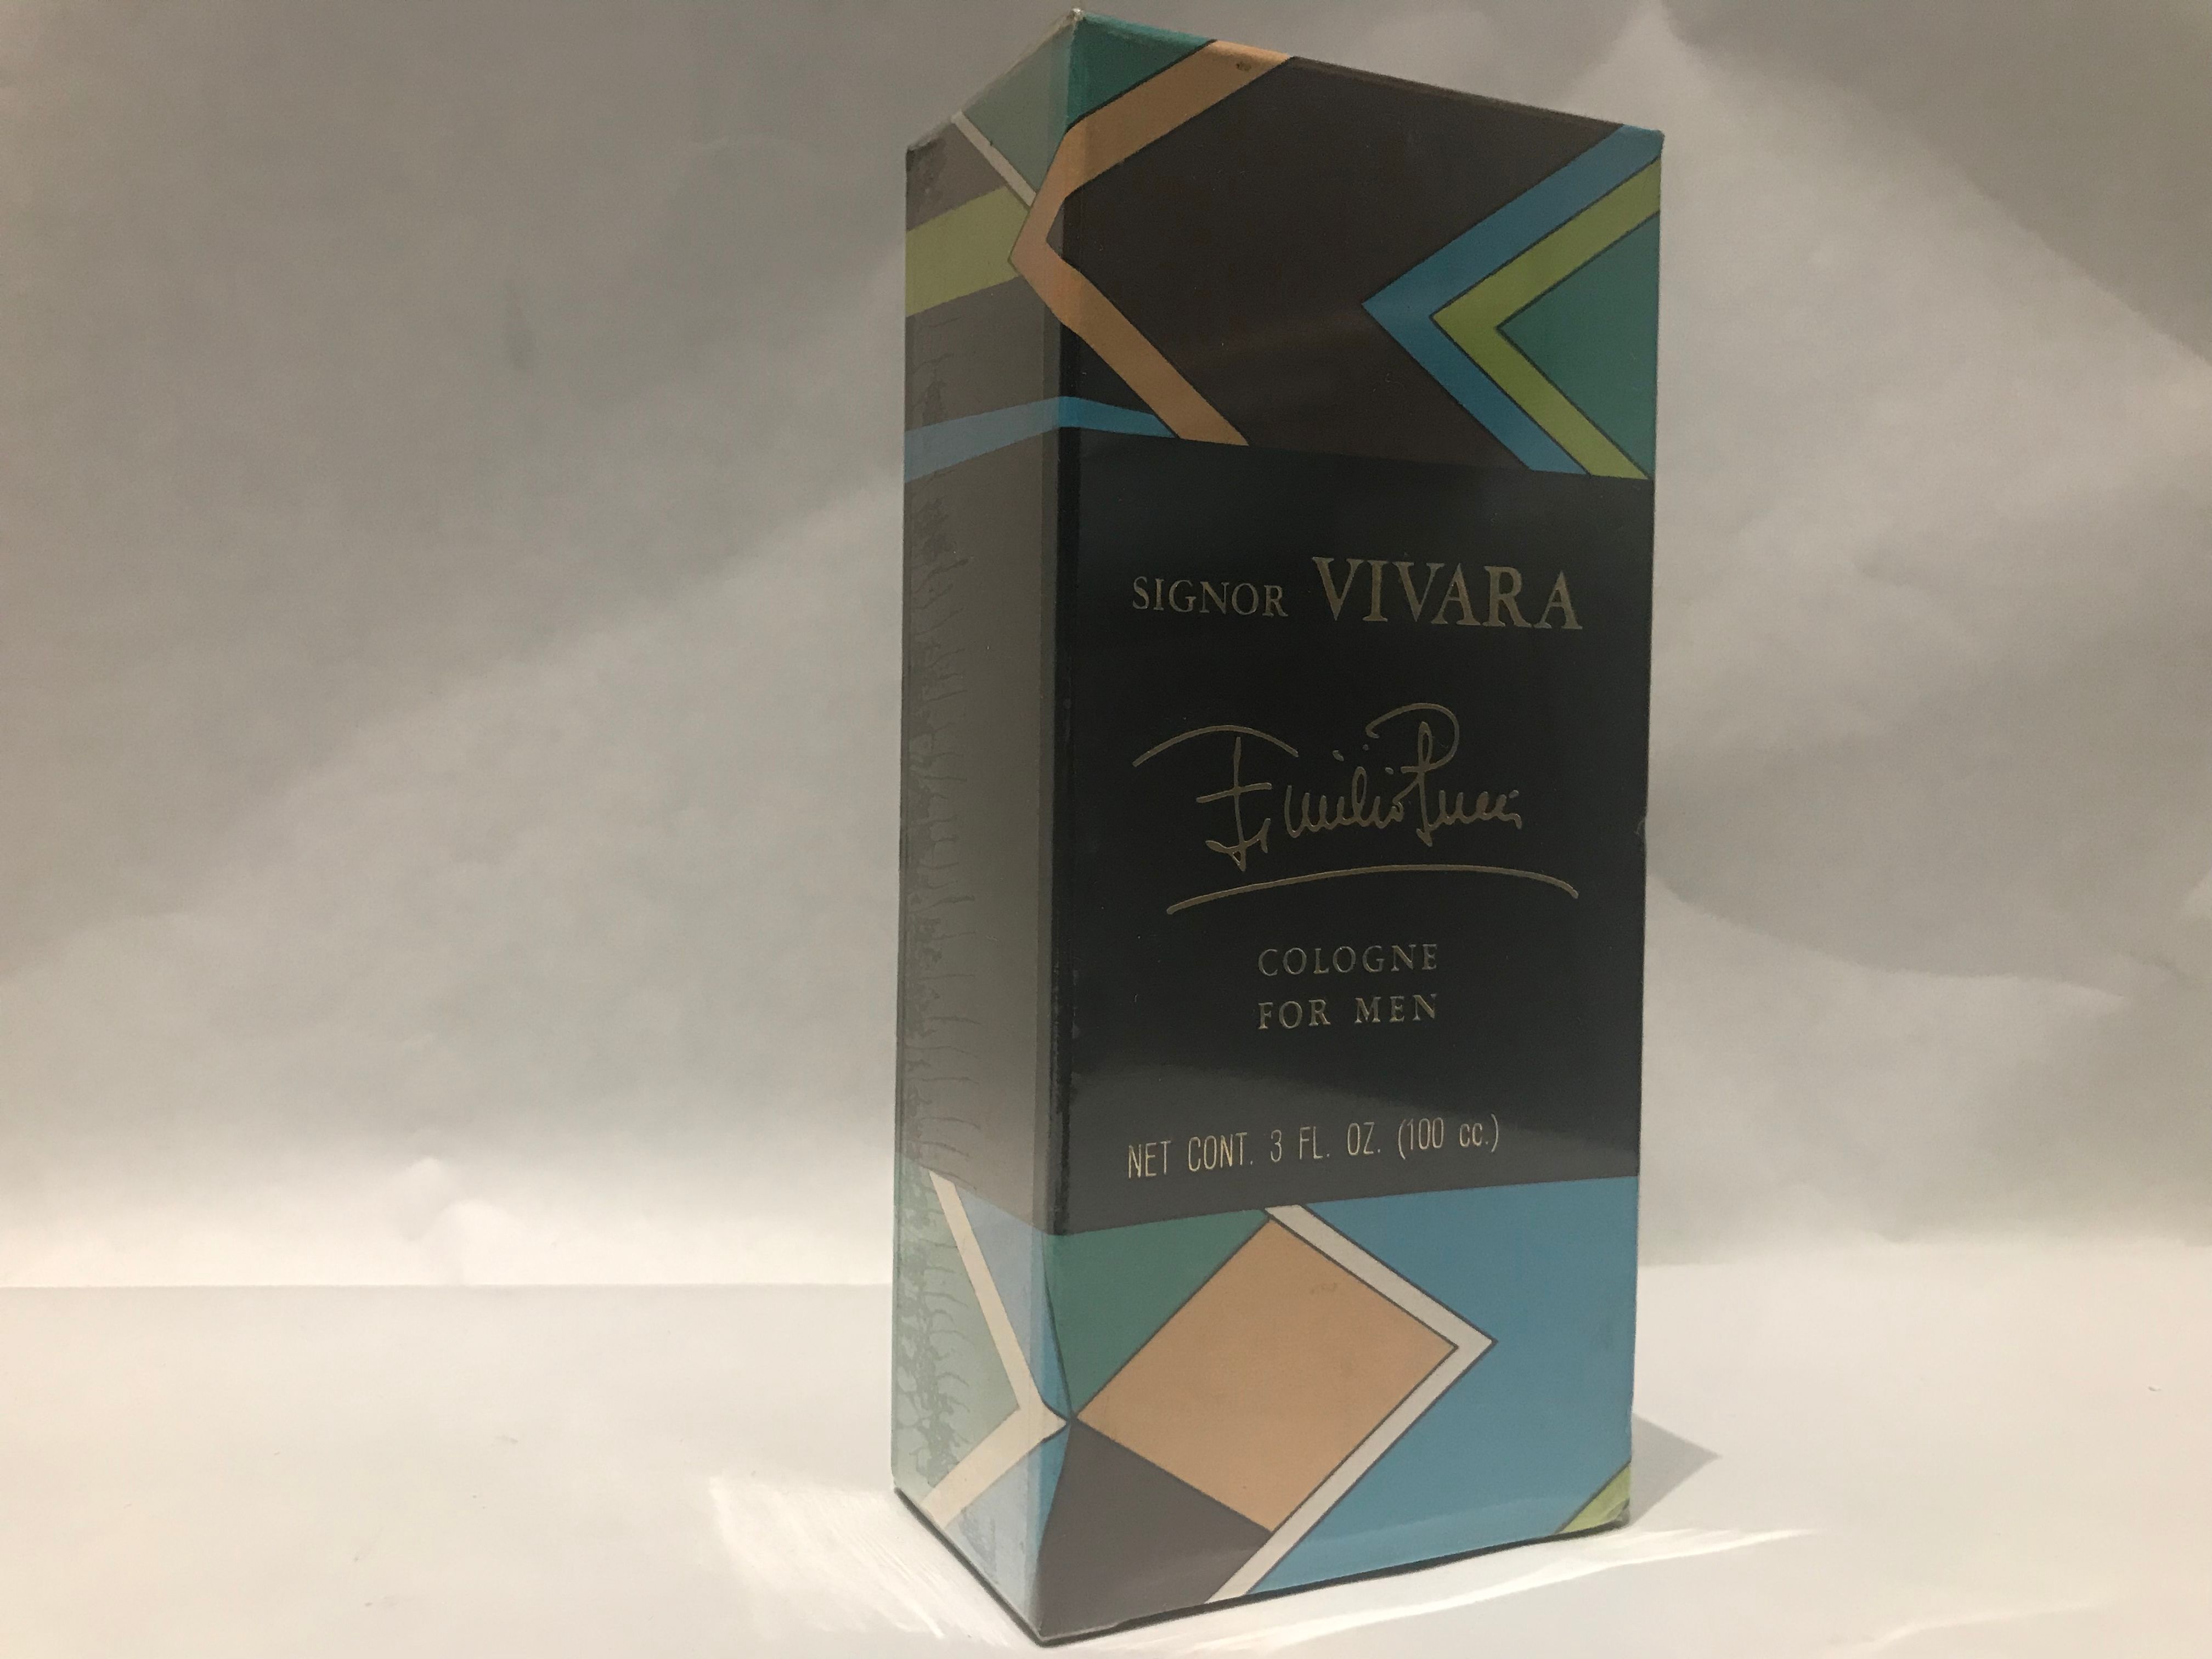 SIGNOR VIVARA
Emilio Pucci
COLOGNE
FOR MEN
NET CONT. 3 FL. OZ. (100 cc.)